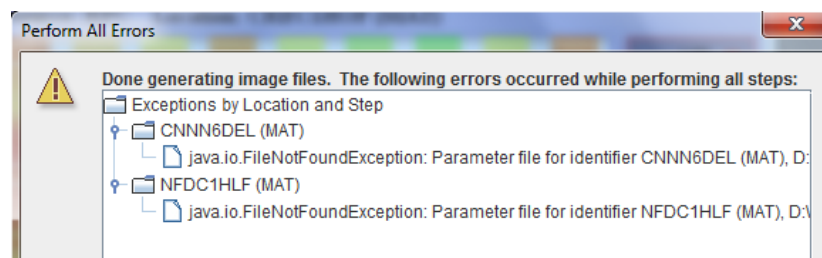 Perform All Errors
Done generating image files. The following errors occurred while performing all steps:
Exceptions by Location and Step
CNNN6DEL (MAT)
java.io.FileNotFoundException: Parameter file for identifier CNNN6DEL (MAT), D:
NFDC1HLF (MAT)
java.io.FileNotFoundException: Parameter file for identifier NFDC1HLF (MAT), D:\